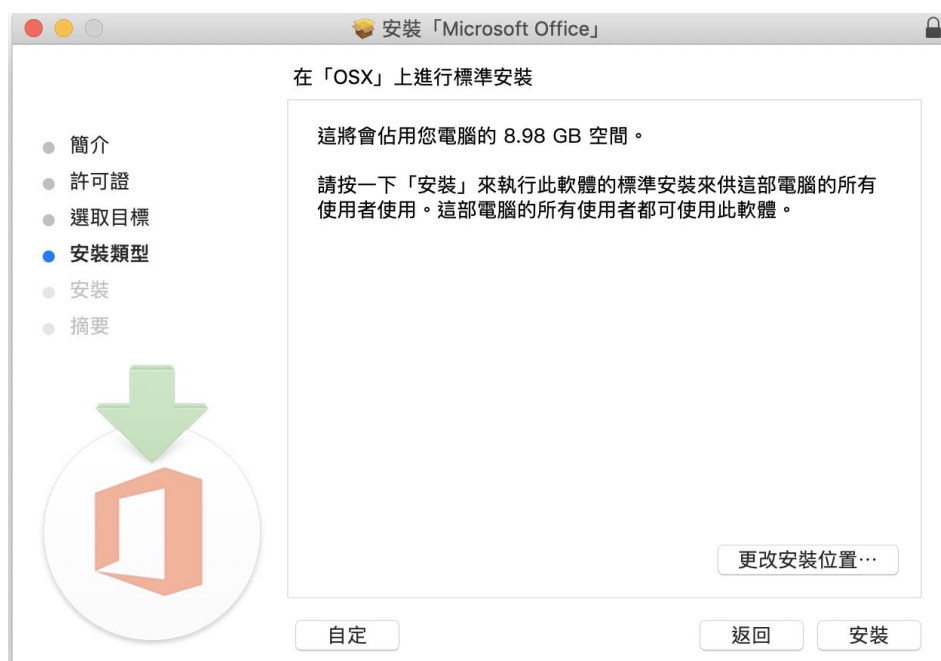 安裝「Microsoft Office」
在「OSX」上進行標準安裝
簡介
許可證
選取目標
安裝類型
安裝
摘要
這將會佔用您電腦的 8.98 GB 空間。
請按一下「安裝」來執行此軟體的標準安裝來供這部電腦的所有
使用者使用。這部電腦的所有使用者都可使用此軟體。
更改安裝位置…
自定
返回
安裝